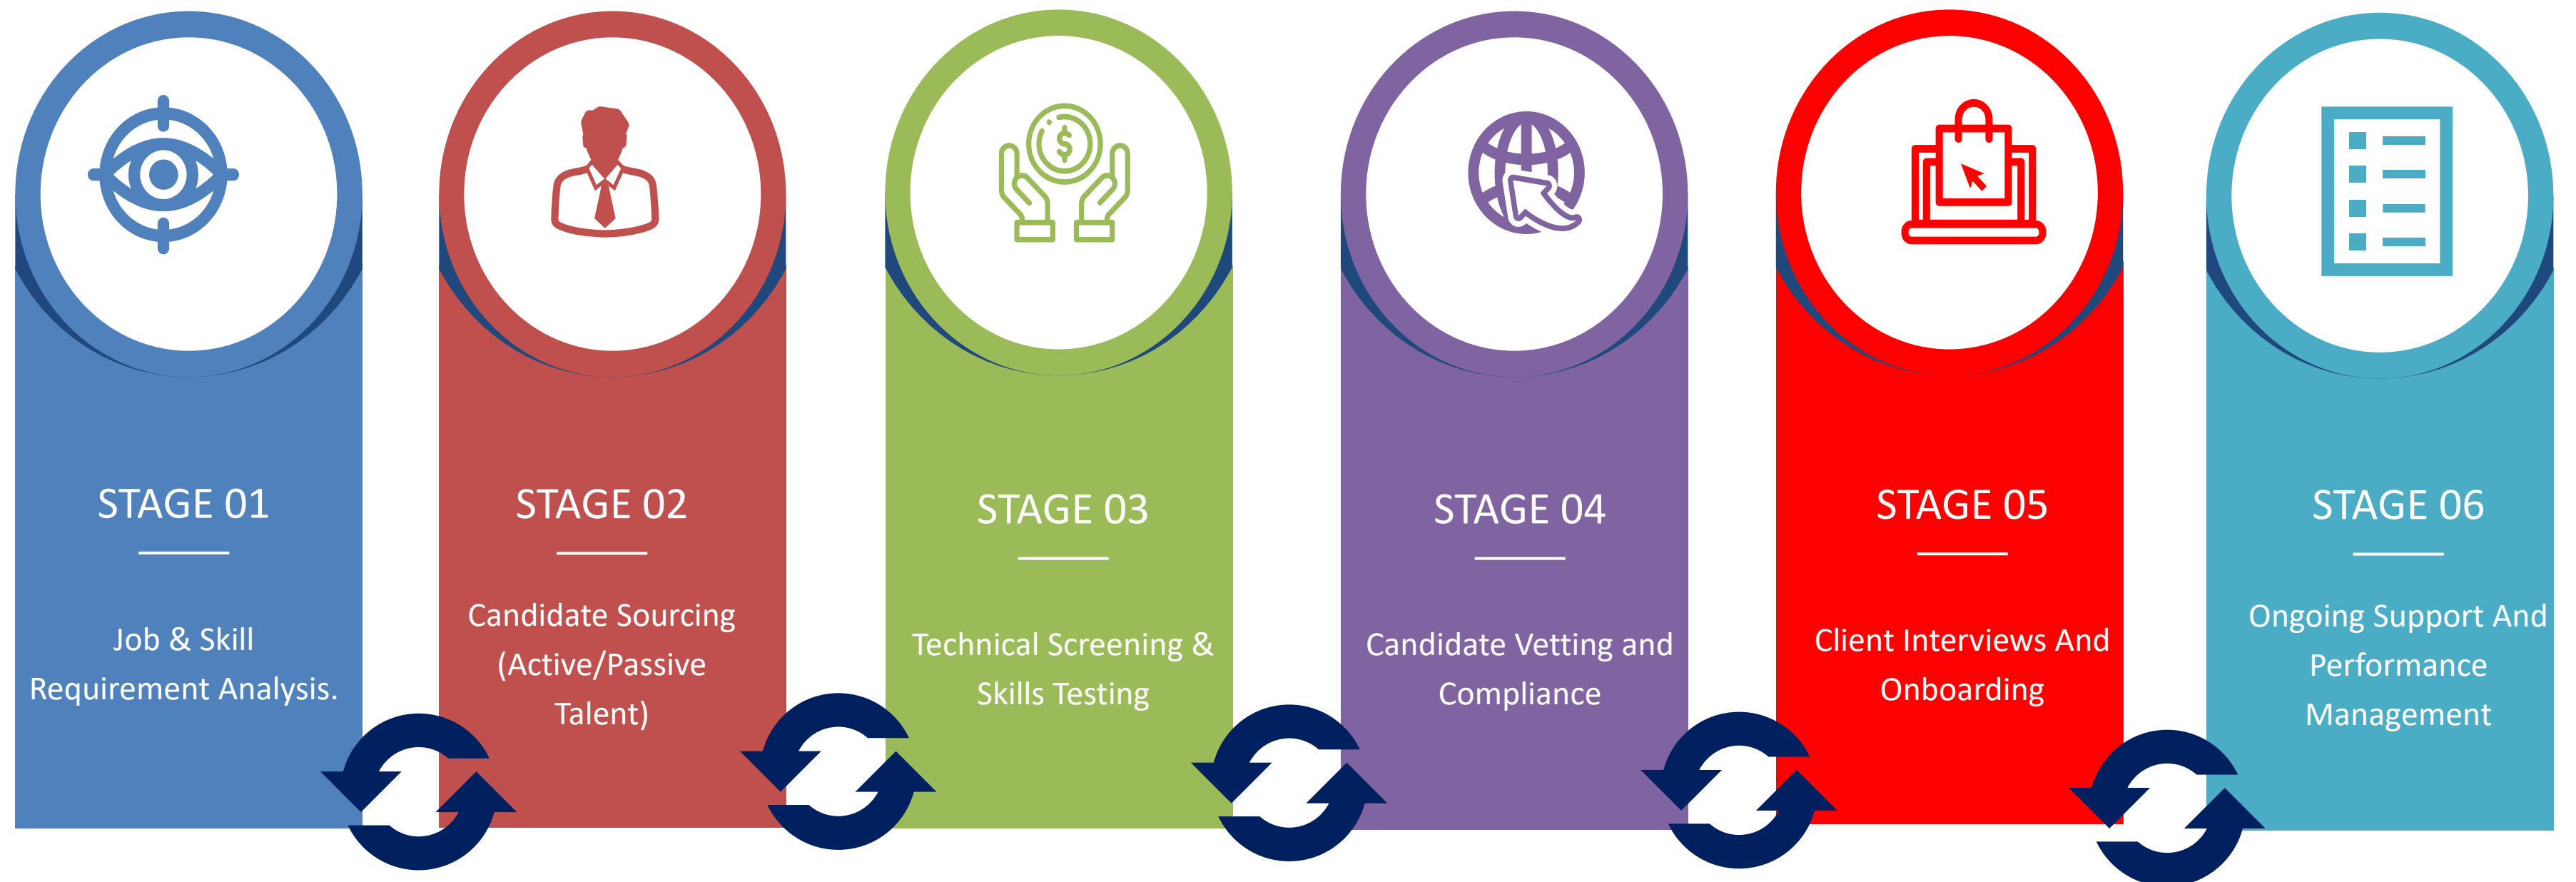 STAGE 01
Job & Skill
Requirement Analysis.
STAGE 02
Candidate Sourcing
(Active/Passive
Talent)
STAGE 03
Technical Screening &
Skills Testing
STAGE 04
Candidate Vetting and
Compliance
STAGE 05
Client Interviews And
Onboarding
STAGE 06
Ongoing Support And
Performance
Management
$